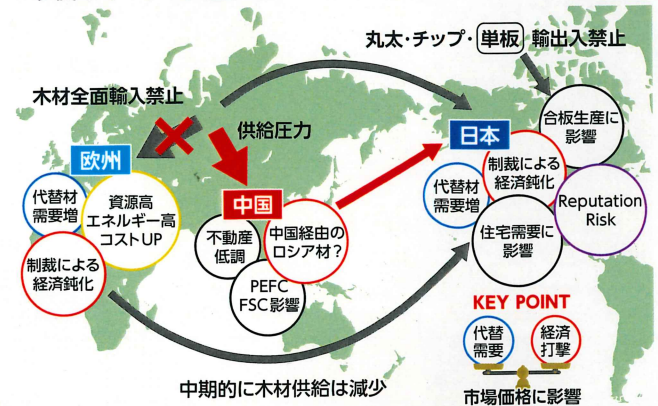 丸太・チップ・単板 輸出入禁止
木材全面輸入禁止
供給圧力
欧州
代替材
需要増
資源高
エネルギー高
コストUP
制裁による
経済鈍化
中国
不動産
低調
中国経由の
ロシア材？
PEFC
FSC影響
日本
合板生産に
影響
制裁による
経済鈍化
代替材
需要増
住宅需要に
影響
Reputation
Risk
KEY POINT
代替
需要
経済
打撃
市場価格に影響
中期的に木材供給は減少